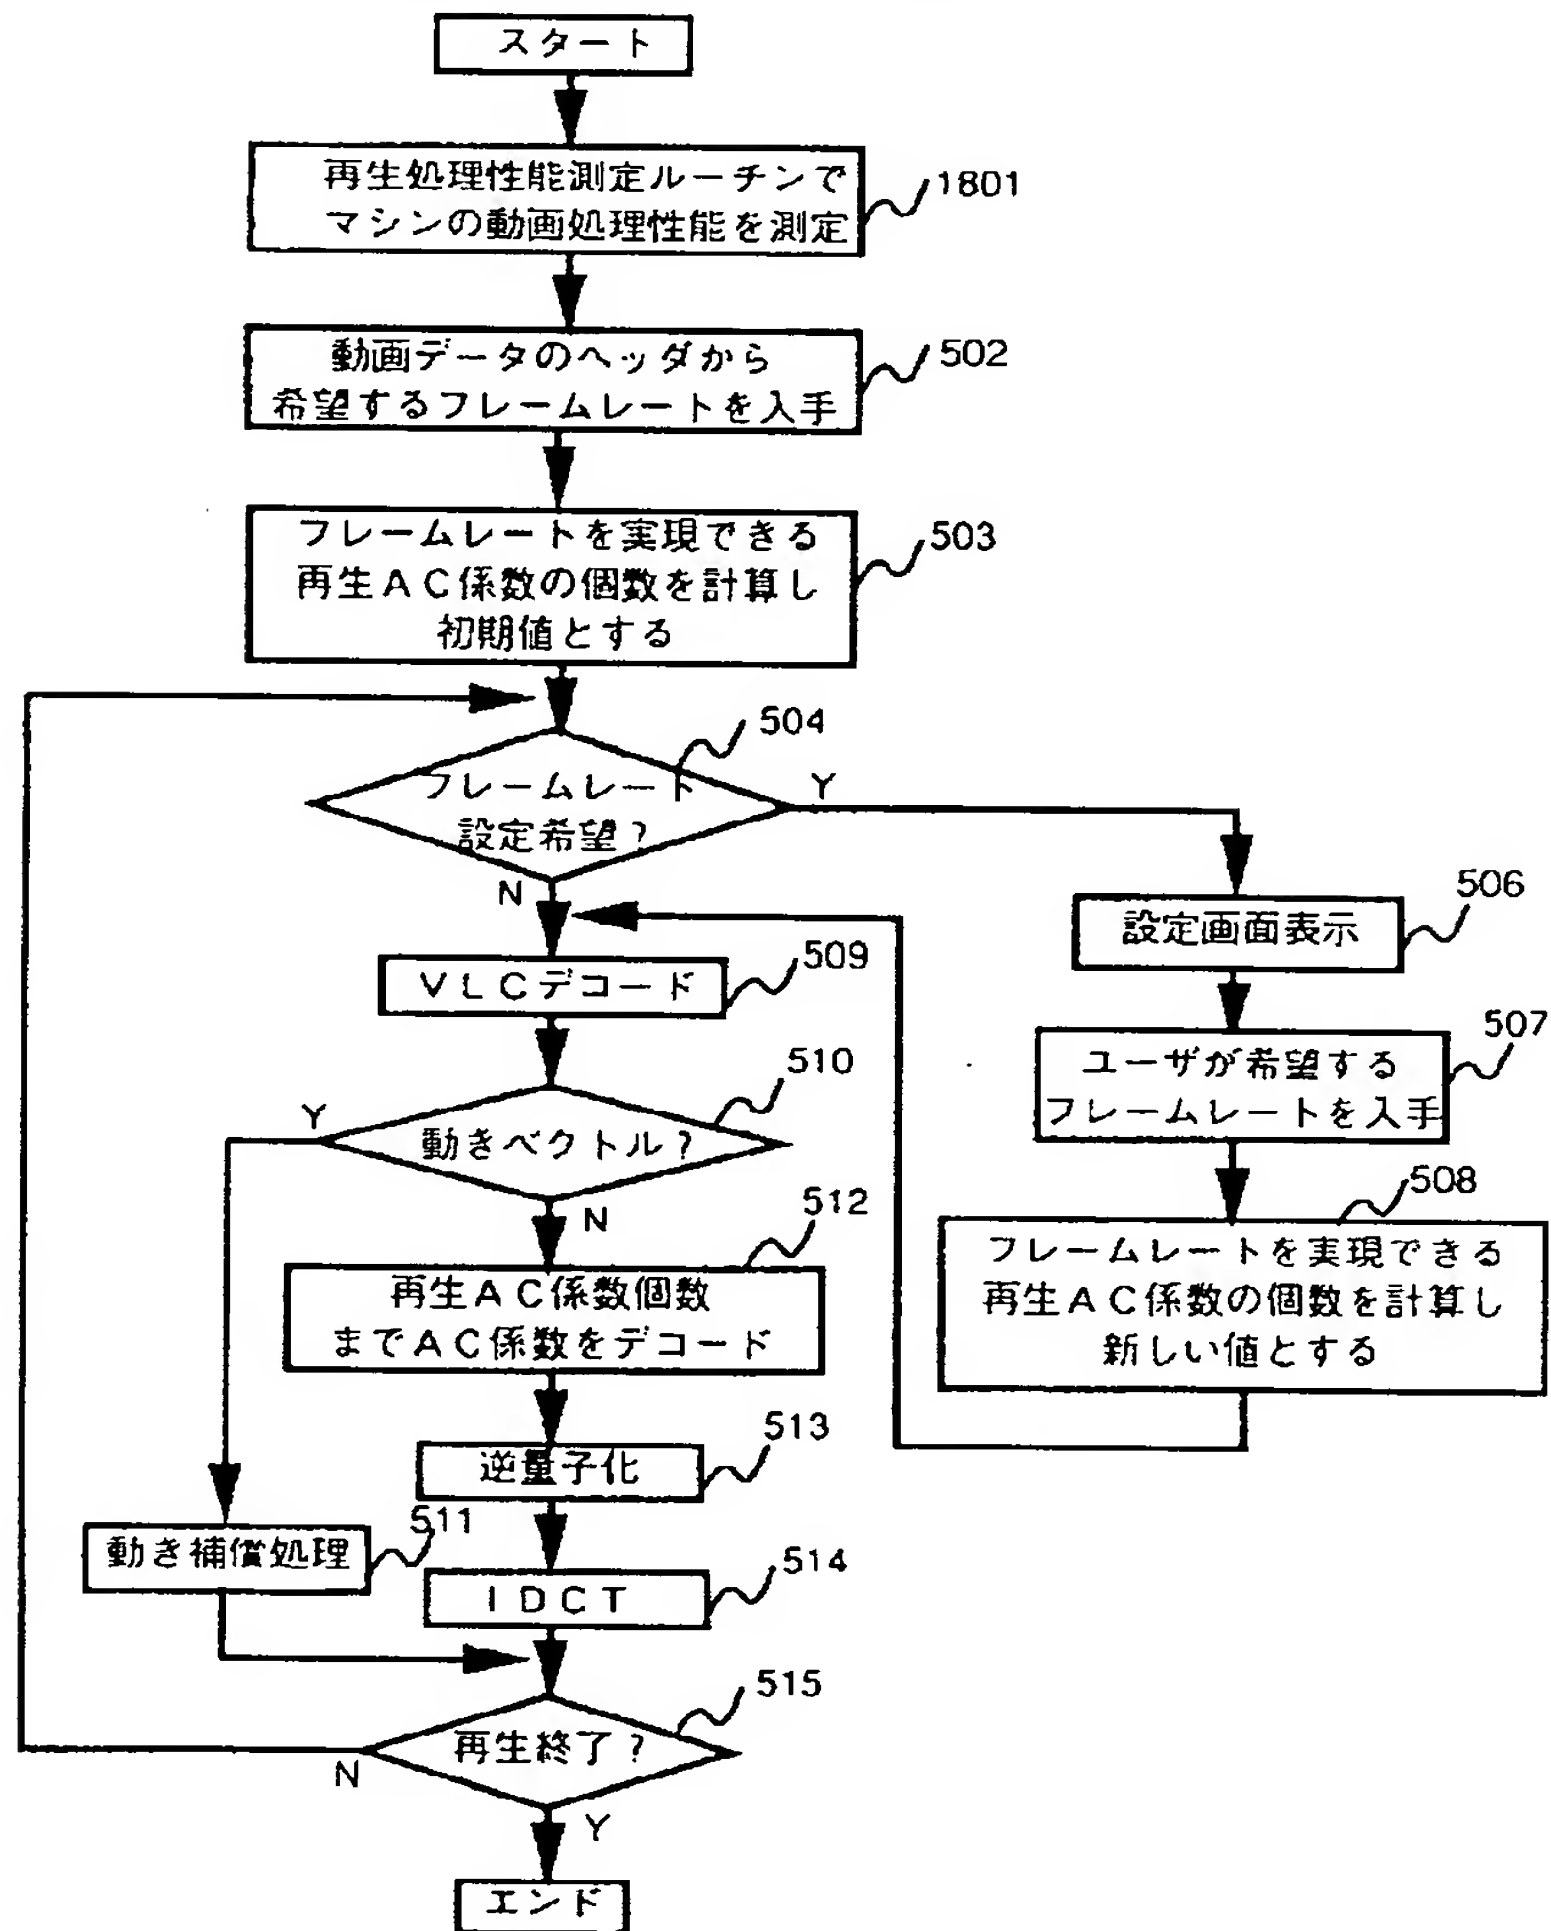 スタート
再生処理性能測定ルーチンで
マシンの動画処理性能を測定
1801
動画データのヘッダから
希望するフレームレートを入手
502
フレームレートを実現できる
再生AC係数の個数を計算し
初期値とする
503
フレームレート
設定希望?
504
Y
N
設定画面表示
506
ユーザが希望する
フレームレートを入手
507
フレームレートを実現できる
再生AC係数の個数を計算し
新しい値とする
508
VLCデコード
509
動きベクトル?
510
Y
N
再生AC係数個数
までAC係数をデコード
512
逆量子化
513
動き補償処理
511
IDCT
514
再生終了?
515
N
Y
エンド